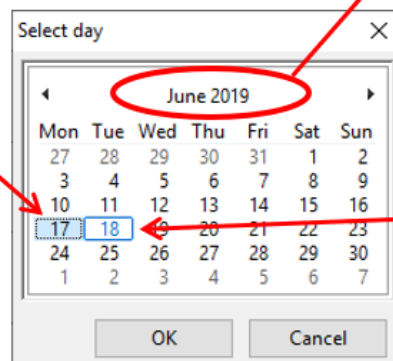 Select day
June 2019
Mon Tue Wed Thu Fri Sat Sun
27 28 29 30 31 1 2
3 4 5 6 7 8 9
10 11 12 13 14 15 16
17 18 19 20 21 22 23
24 25 26 27 28 29 30
1 2 3 4 5 6 7
OK Cancel